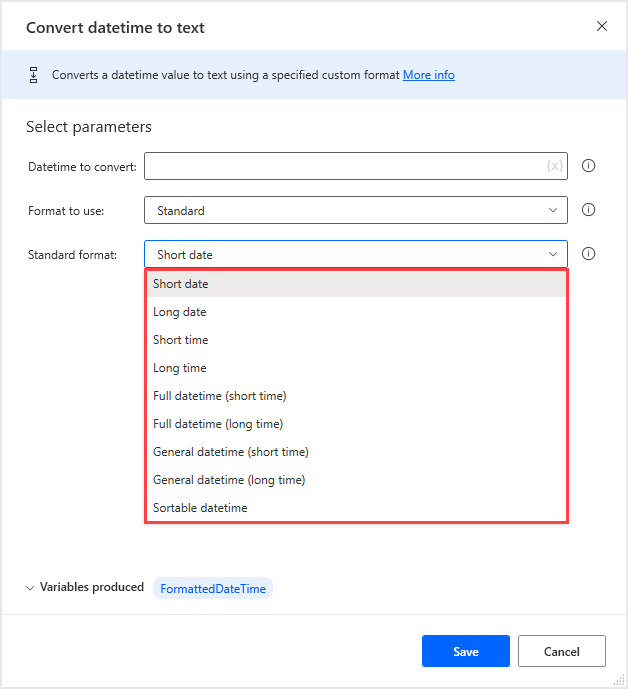 Convert datetime to text
Converts a datetime value to text using a specified custom format More info
Select parameters
Datetime to convert: {x}
Format to use: Standard
Standard format: Short date
Short date
Long date
Short time
Long time
Full datetime (short time)
Full datetime (long time)
General datetime (short time)
General datetime (long time)
Sortable datetime
Variables produced FormattedDateTime
Save Cancel